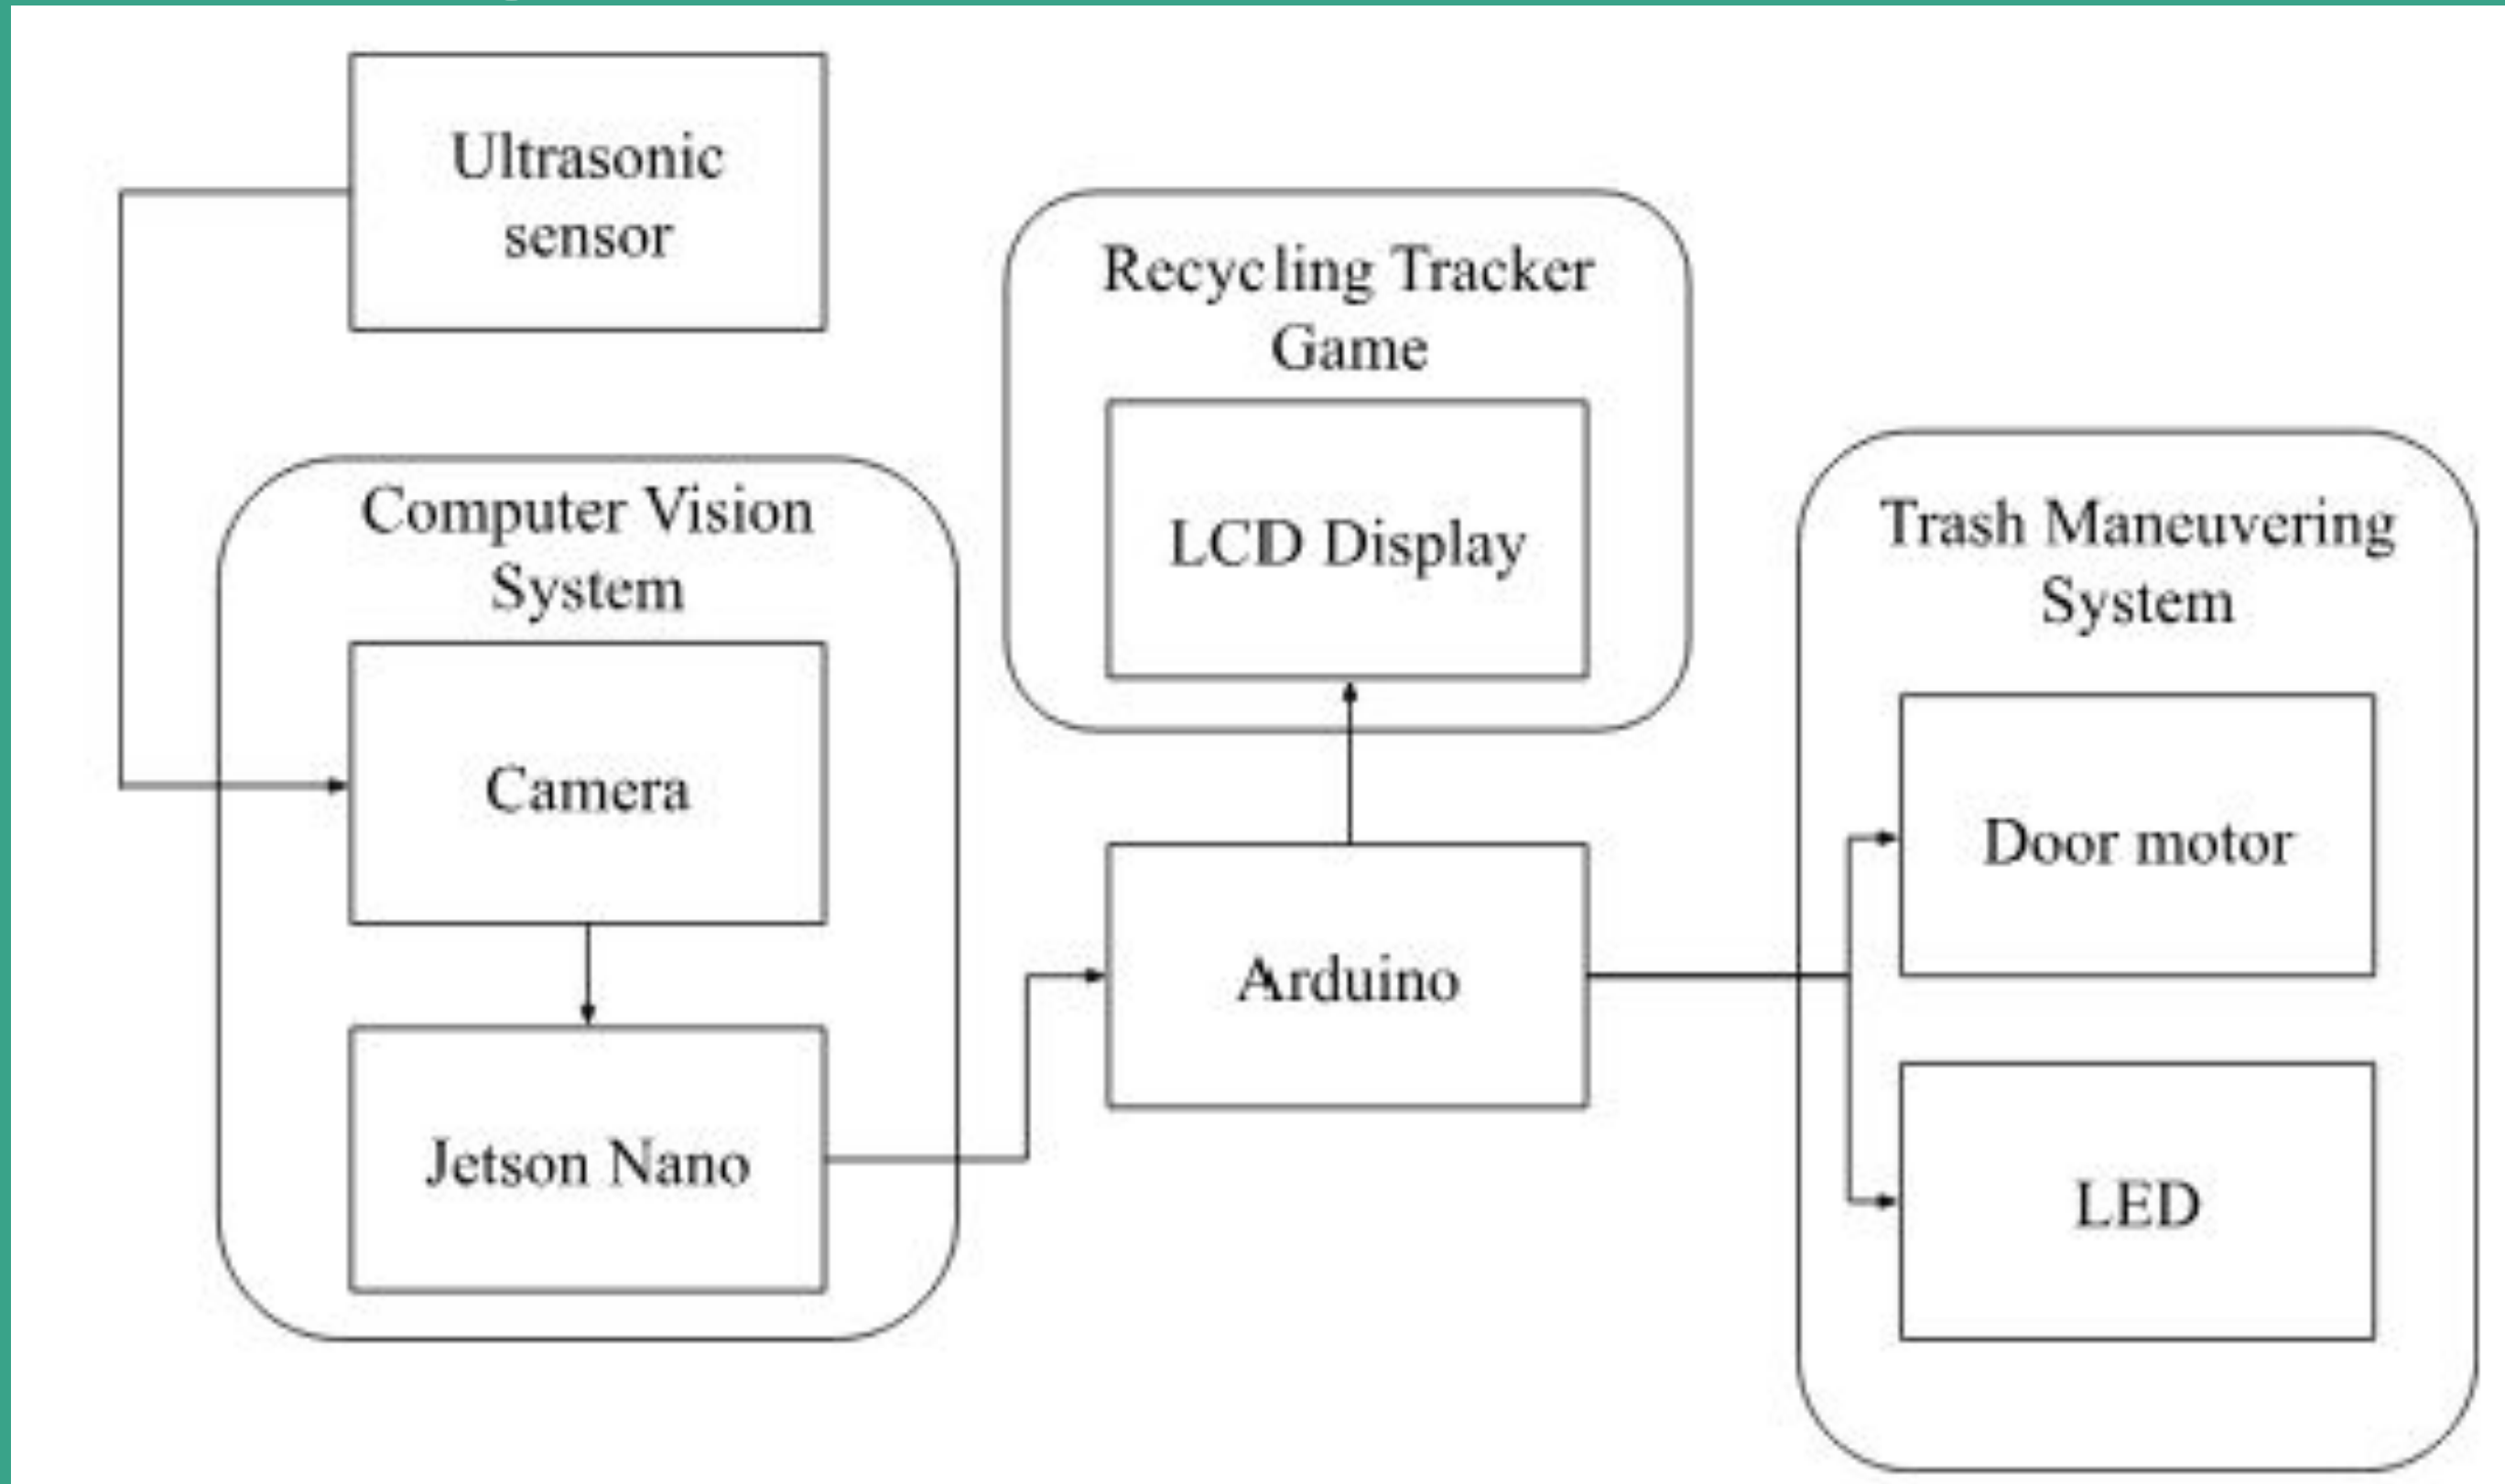 Ultrasonic
sensor
Computer Vision
System
Camera
Jetson Nano
Recycling Tracker
Game
LCD Display
Arduino
Trash Maneuvering
System
Door motor
LED